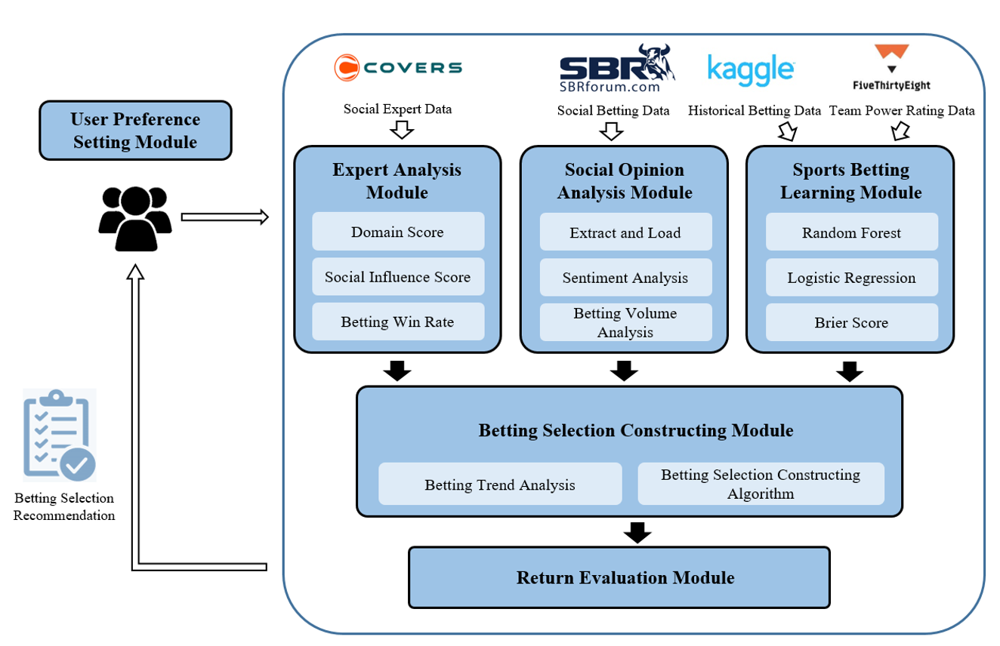 COVERS
SBR
SBRforum.com
kaggle
FiveThirtyEight
Social Expert Data
Social Betting Data
Historical Betting Data
Team Power Rating Data
User Preference
Setting Module
Expert Analysis
Module
Domain Score
Social Influence Score
Betting Win Rate
Social Opinion
Analysis Module
Extract and Load
Sentiment Analysis
Betting Volume
Analysis
Sports Betting
Learning Module
Random Forest
Logistic Regression
Brier Score
Betting Selection Constructing Module
Betting Trend Analysis
Betting Selection Constructing
Algorithm
Betting Selection
Recommendation
Return Evaluation Module